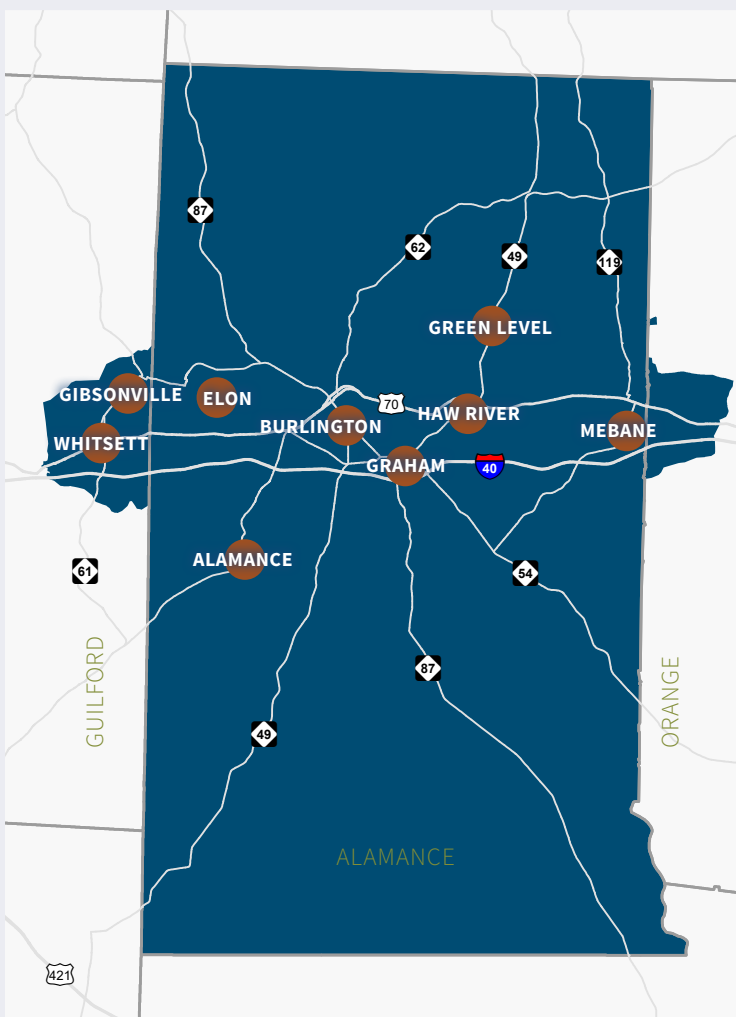 87
62
49
119
GREEN LEVEL
GIBSONVILLE
ELON
70
HAW RIVER
BURLINGTON
MEBANE
WHITSETT
GRAHAM
40
ALAMANCE
61
54
GUILFORD
ORANGE
87
49
ALAMANCE
421